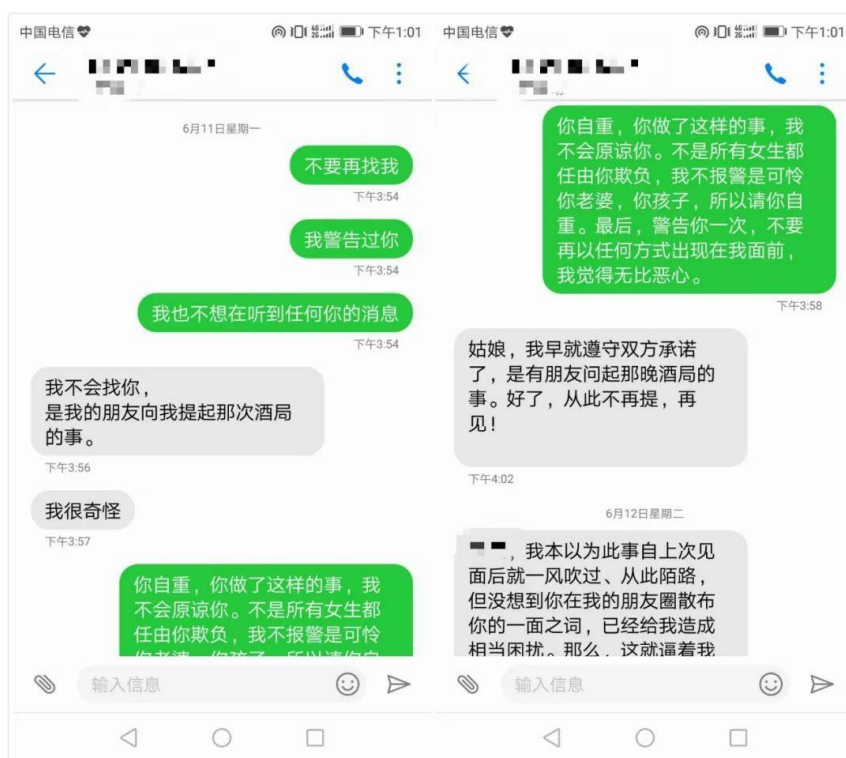 中国电信
下午1:01
6月11日星期一
不要再找我
下午3:54
我警告过你
下午3:54
我也不想在听到任何你的消息
下午3:54
我不会找你，
是我的朋友向我提起那次酒局
的事。
下午3:56
我很奇怪
下午3:57
你自重，你做了这样的事，我
不会原谅你。不是所有女生都
任由你欺负，我不报警是可怜
你老婆，你孩子，所以请你自
输入信息
中国电信
下午1:01
你自重，你做了这样的事，我
不会原谅你。不是所有女生都
任由你欺负，我不报警是可怜
你老婆，你孩子，所以请你自
重。最后，警告你一次，不要
再以任何方式出现在我面前，
我觉得无比恶心。
下午3:58
姑娘，我早就遵守双方承诺
了，是有朋友问起那晚酒局的
事。好了，从此不再提，再
见！
下午4:02
6月12日星期二
，我本以为此事自上次见
面后就一风吹过、从此陌路，
但没想到你在我的朋友圈散布
你的一面之词，已经给我造成
相当困扰。那么，这就逼着我
输入信息